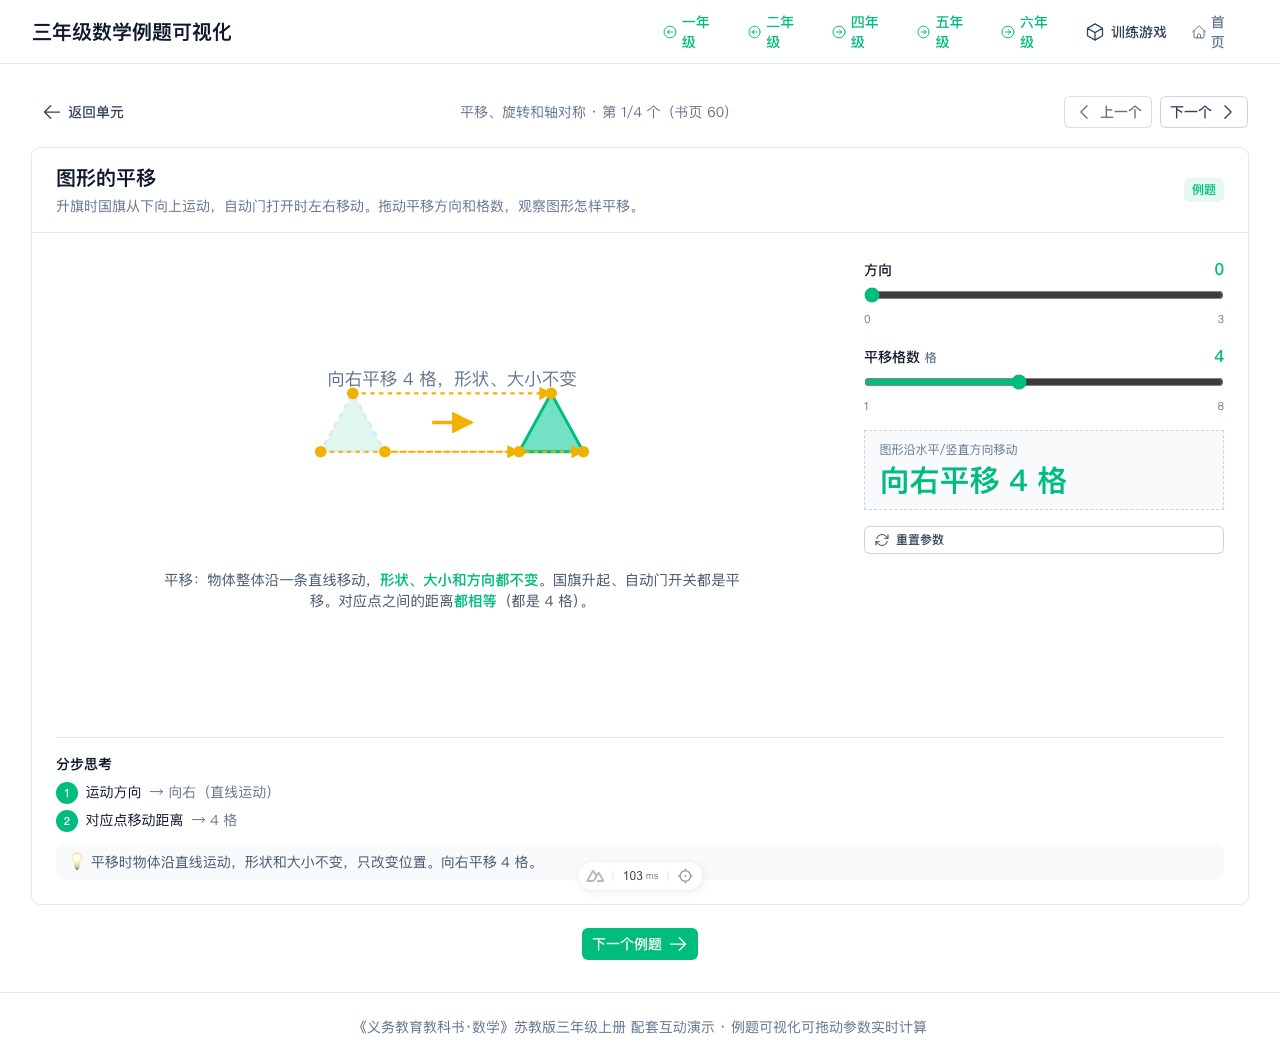 三年级数学例题可视化
一年级
二年级
四年级
五年级
六年级
训练游戏
首页
返回单元
平移、旋转和轴对称 · 第 1/4 个（书页 60）
上一个
下一个
图形的平移
升旗时国旗从下向上运动，自动门打开时左右移动。拖动平移方向和格数，观察图形怎样平移。
例题
向右平移 4 格，形状、大小不变
平移：物体整体沿一条直线移动，形状、大小和方向都不变。国旗升起、自动门开关都是平
移。对应点之间的距离都相等（都是 4 格）。
方向
0
0
3
平移格数 格
4
1
8
图形沿水平/竖直方向移动
向右平移 4 格
重置参数
分步思考
1 运动方向 → 向右（直线运动）
2 对应点移动距离 → 4 格
💡 平移时物体沿直线运动，形状和大小不变，只改变位置。向右平移 4 格。
103 ms
下一个例题 →
《义务教育教科书·数学》苏教版三年级上册 配套互动演示 · 例题可视化可拖动参数实时计算